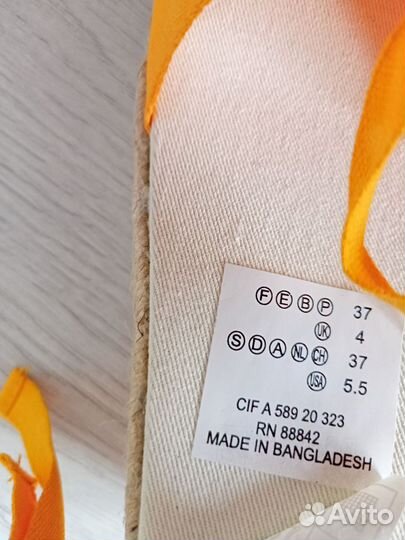 F E B P 37
UK 4
S D A NL CH 37
USA 5.5
CIF A 589 20 323
RN 88842
MADE IN BANGLADESH
Avito